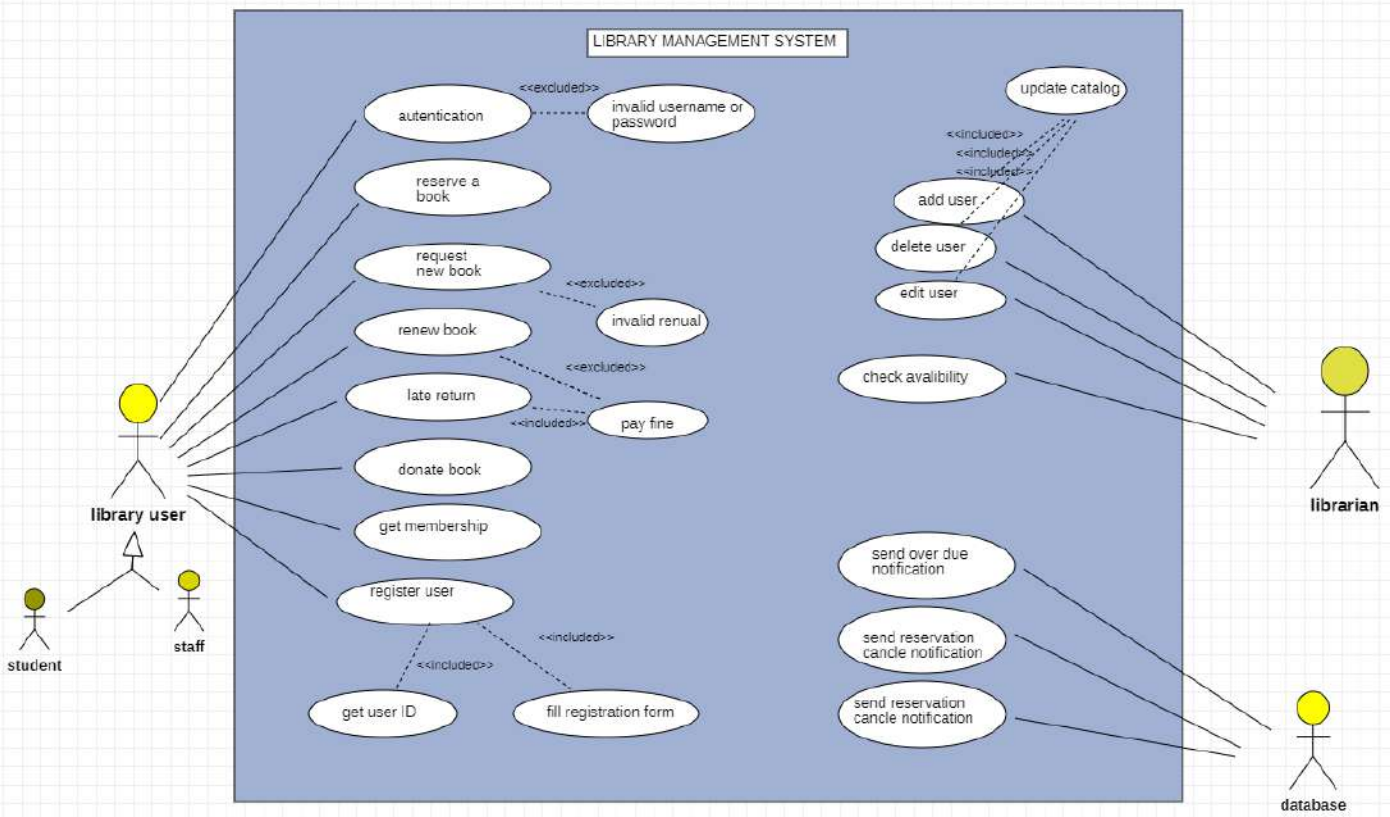 LIBRARY MANAGEMENT SYSTEM
autentication
<<excluded>>
invalid username or
password
reserve a
book
request
new book
<<excluded>>
invalid renual
renew book
<<excluded>>
late return
<<included>>
pay fine
donate book
get membership
register user
<<included>>
<<included>>
get user ID
fill registration form
update catalog
<<included>>
<<included>>
<<included>>
add user
delete user
edit user
check avalibility
send over due
notification
send reservation
cancle notification
send reservation
cancle notification
library user
student
staff
librarian
database